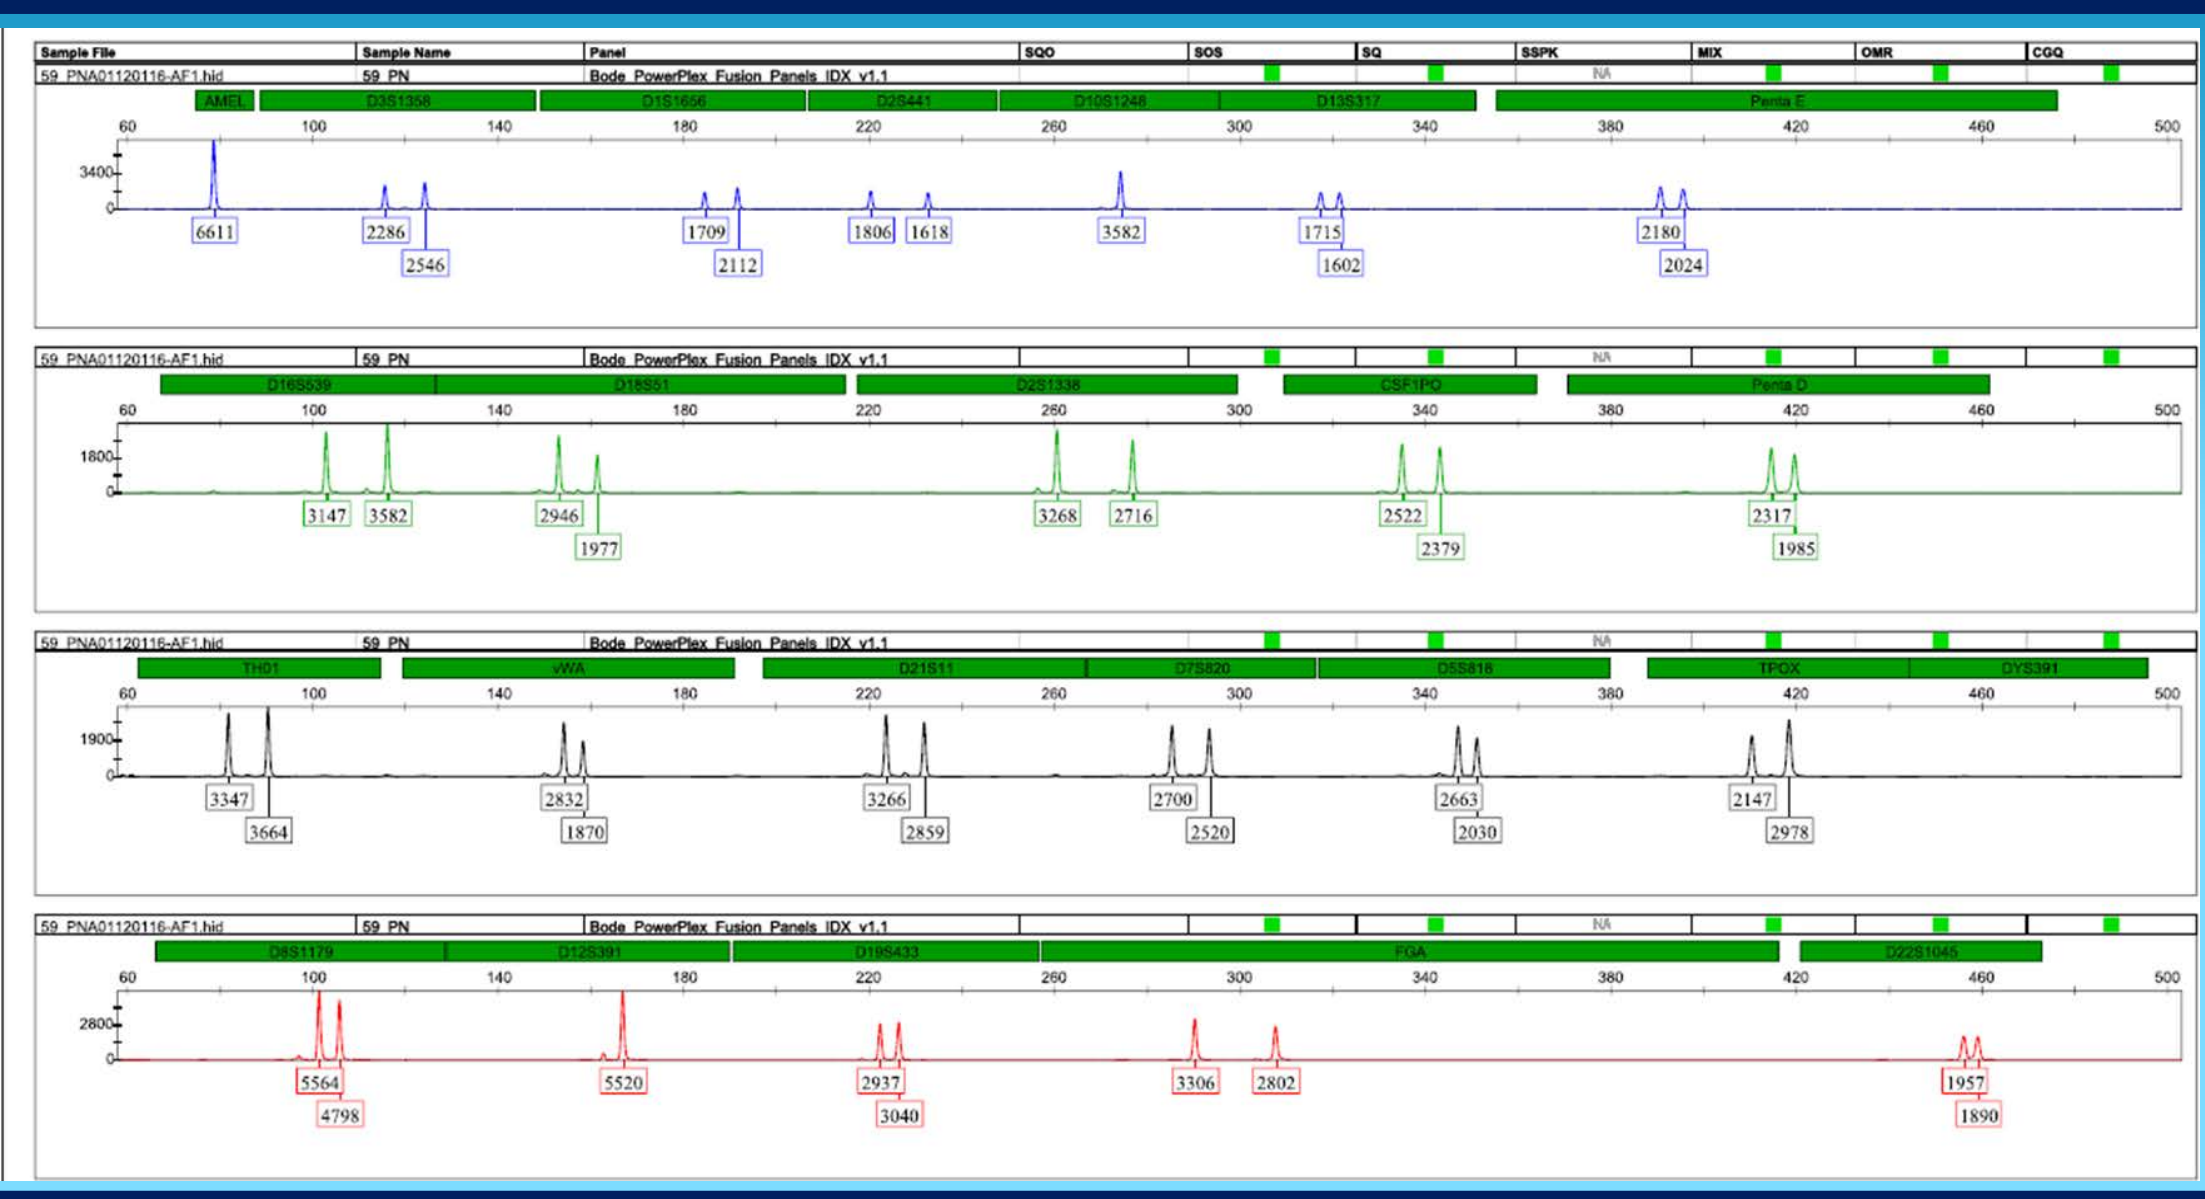 Sample File Sample Name Panel SQO SOS SQ SSPK MIX OMR CGQ
59_PNA01120116-AF1.hid 59_PN Bode_PowerPlex_Fusion_Panels_IDX_v1.1 NA
AMEL D3S1358 D1S1656 D2S441 D10S1248 D13S317 Penta E
60 100 140 180 220 260 300 340 380 420 460 500
3400
0
6611 2286 1709 1806 1618 3582 1715 2180
2546 2112 1602 2024
59_PNA01120116-AF1.hid 59_PN Bode_PowerPlex_Fusion_Panels_IDX_v1.1 NA
D16S539 D18S51 D2S1338 CSF1PO Penta D
60 100 140 180 220 260 300 340 380 420 460 500
1800
0
3147 3582 2946 3268 2716 2522 2317
1977 2379 1985
59_PNA01120116-AF1.hid 59_PN Bode_PowerPlex_Fusion_Panels_IDX_v1.1 NA
TH01 vWA D21S11 D7S820 D5S818 TPOX DYS391
60 100 140 180 220 260 300 340 380 420 460 500
1900
0
3347 2832 3266 2700 2663 2147
3664 1870 2859 2520 2030 2978
59_PNA01120116-AF1.hid 59_PN Bode_PowerPlex_Fusion_Panels_IDX_v1.1 NA
D8S1179 D12S391 D19S433 FGA D22S1045
60 100 140 180 220 260 300 340 380 420 460 500
2800
0
5564 5520 2937 3306 2802 1957
4798 3040 1890